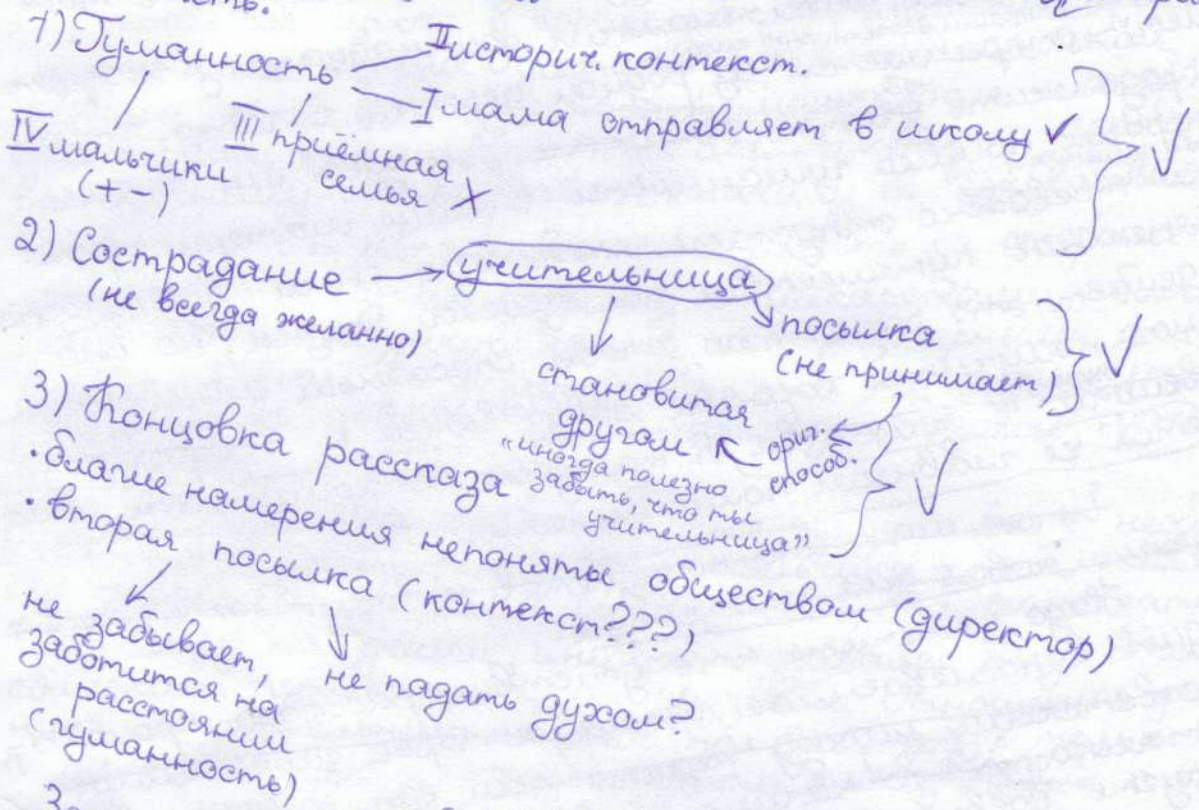 ть.
1) Гуманность
II историч. контекст.
I мама отправляет в школу ✓
IV мальчики
(+ -)
III приёмная
семья ✗
2) Сострадание → учительница
(не всегда желанно)
посылка
(не принимает)
становится
другом
ориг.
способ.
"иногда полезно
забыть, что ты
учительница"
3) Концовка рассказа
• благие намерения непоняты обществом (директор)
• вторая посылка (контекст???)
не забывает,
заботится на
расстоянии
(гуманность)
не падать духом?